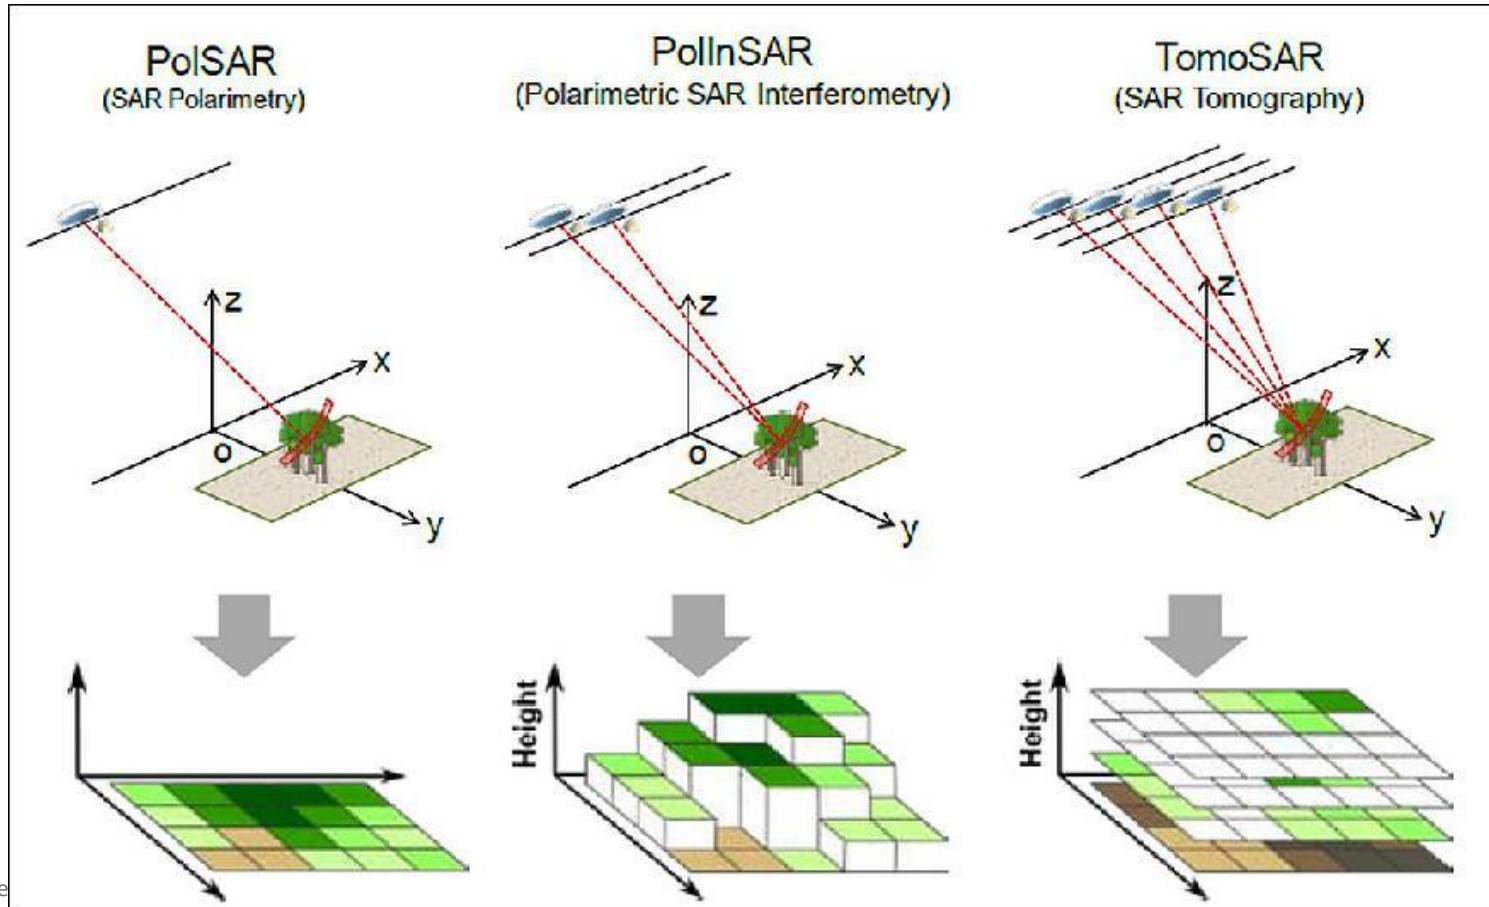 PolSAR
(SAR Polarimetry)
z
x
o
y
PolInSAR
(Polarimetric SAR Interferometry)
z
x
o
y
Height
TomoSAR
(SAR Tomography)
z
x
o
y
Height
e